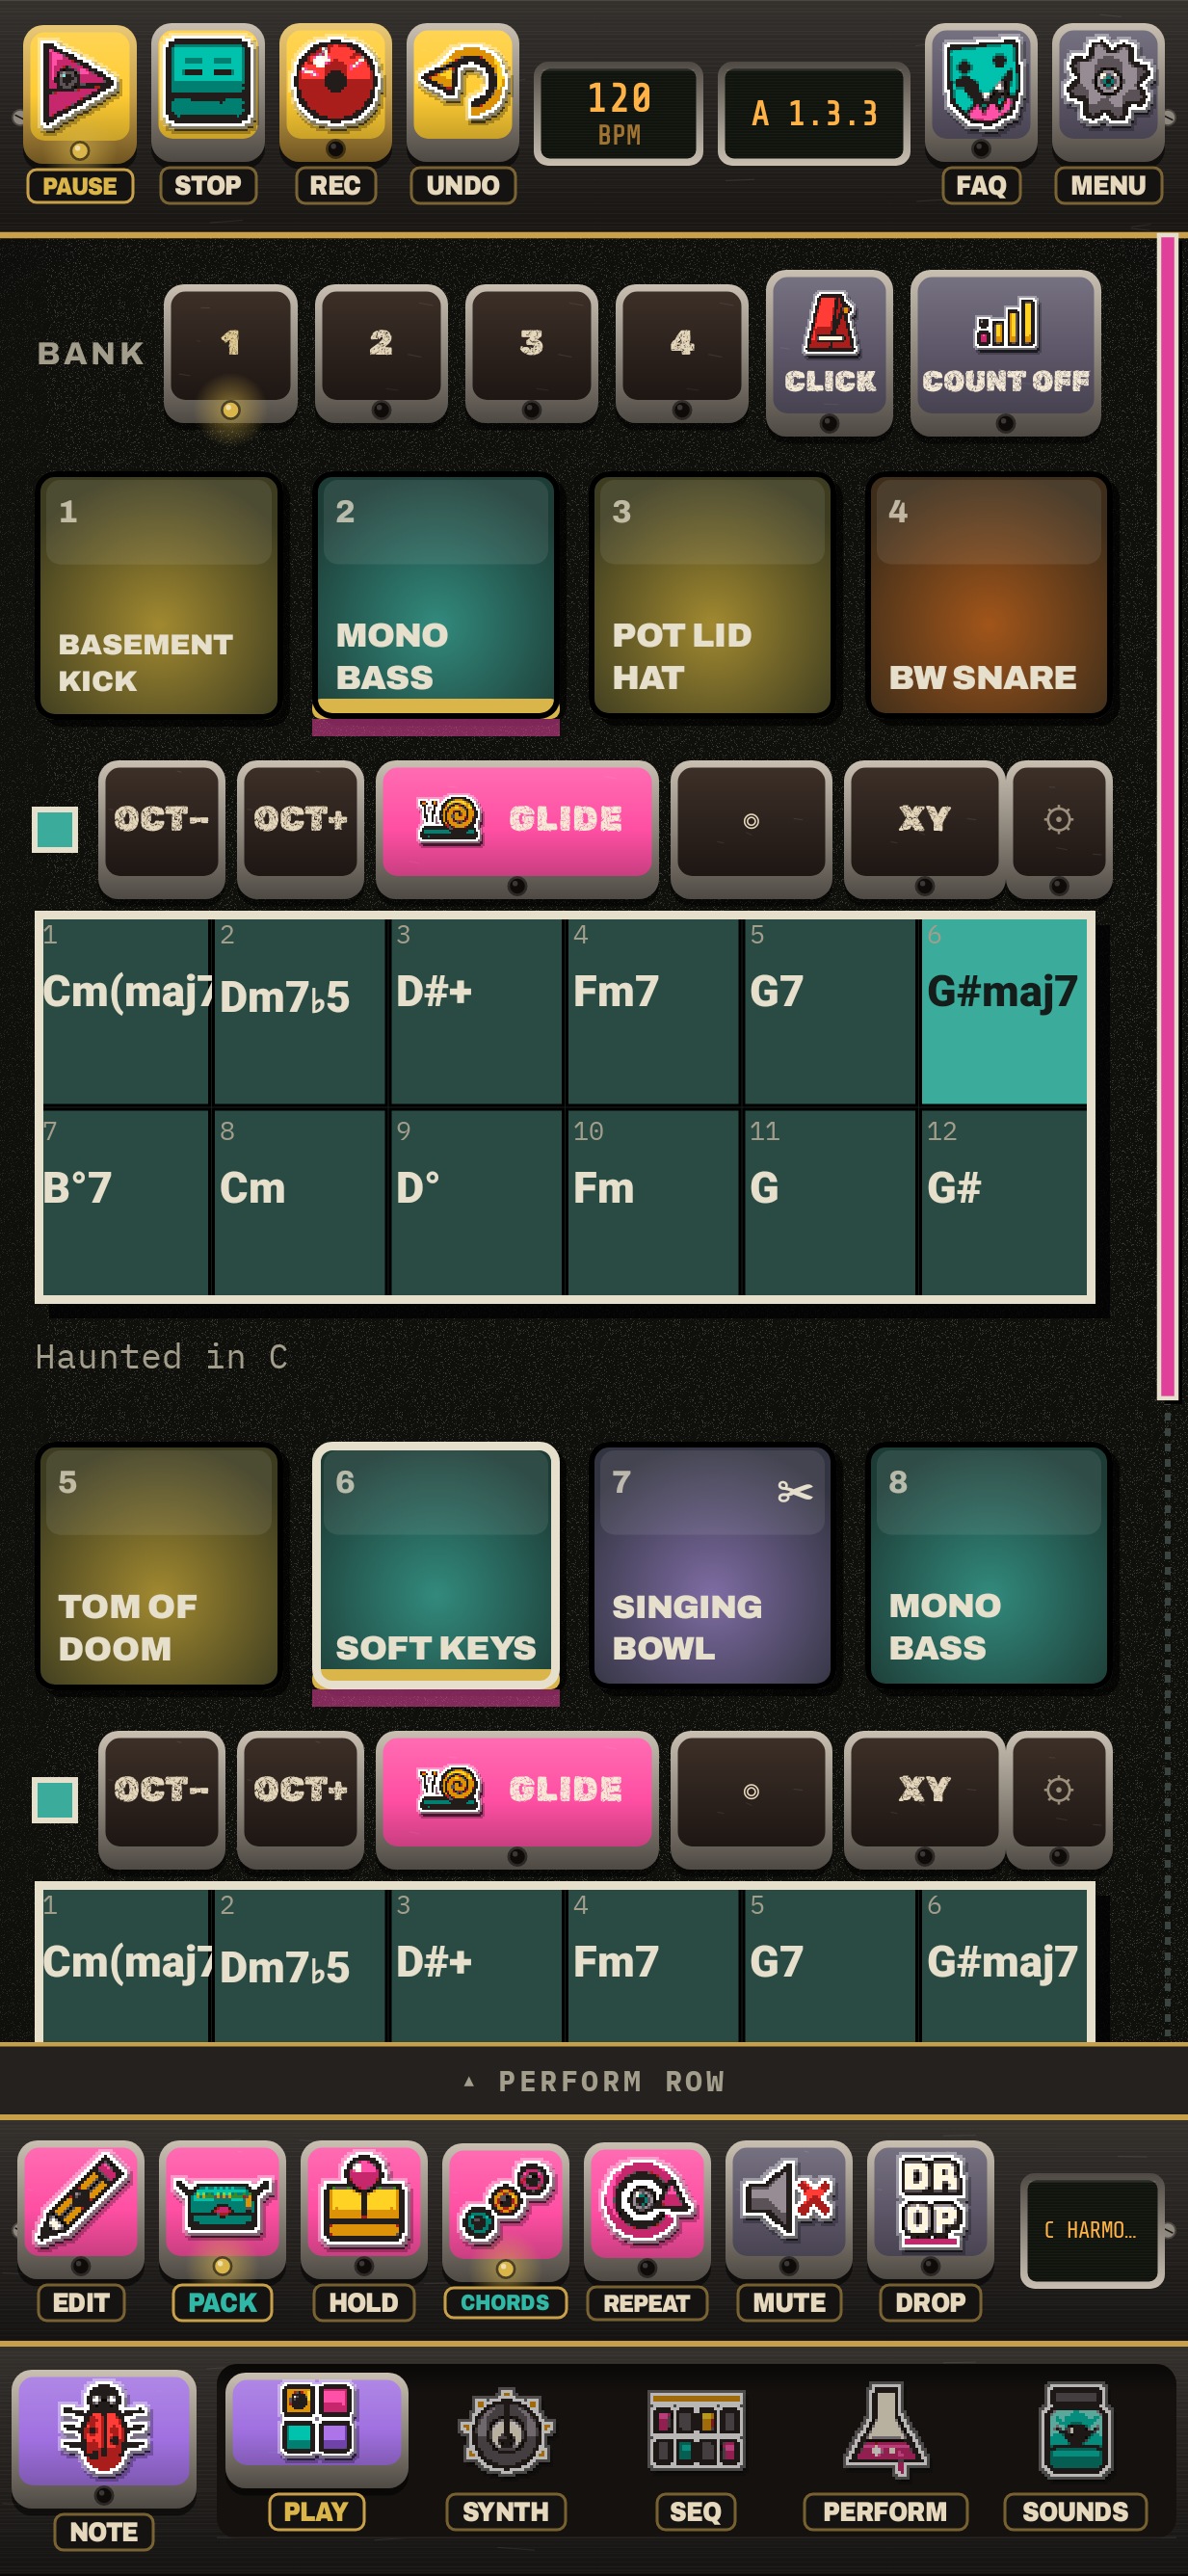 120
BPM
A 1.3.3
PAUSE STOP REC UNDO FAQ MENU
BANK 1 2 3 4 CLICK COUNT OFF
1 2 3 4
BASEMENT KICK
MONO BASS
POT LID HAT
BW SNARE
OCT- OCT+ GLIDE XY
1 2 3 4 5 6
Cm(maj7 Dm7♭5 D#+ Fm7 G7 G#maj7
7 8 9 10 11 12
B°7 Cm D° Fm G G#
Haunted in C
5 6 7 8
TOM OF DOOM
SOFT KEYS
SINGING BOWL
MONO BASS
OCT- OCT+ GLIDE XY
1 2 3 4 5 6
Cm(maj7 Dm7♭5 D#+ Fm7 G7 G#maj7
▲ PERFORM ROW
DR
OP
C HARMO…
EDIT PACK HOLD CHORDS REPEAT MUTE DROP
NOTE PLAY SYNTH SEQ PERFORM SOUNDS